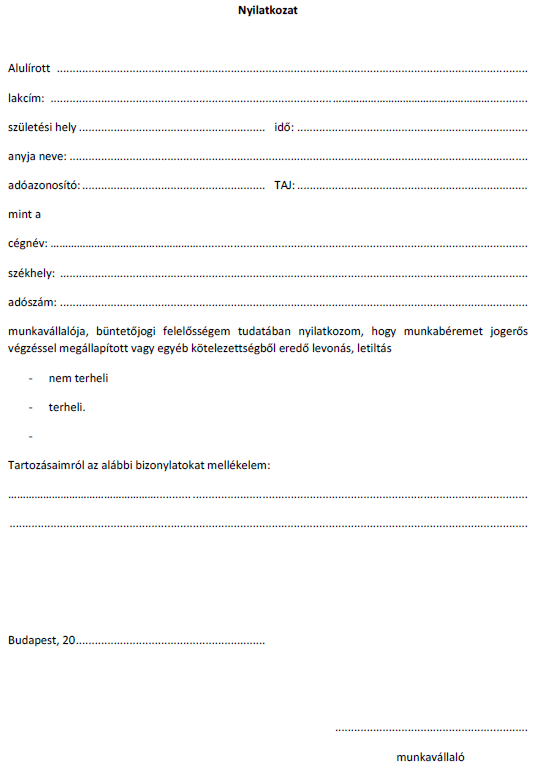 Nyilatkozat
Alulírott ........................................................................................................................
lakcím: ........................................................................................................................
születési hely ............................................................ idő: ............................................................
anyja neve: ........................................................................................................................
adóazonosító: ............................................................ TAJ: ............................................................
mint a
cégnév: ........................................................................................................................
székhely: ........................................................................................................................
adószám: ........................................................................................................................
munkavállalója, büntetőjogi felelősségem tudatában nyilatkozom, hogy munkabéremet jogerős
végzéssel megállapított vagy egyéb kötelezettségből eredő levonás, letiltás
- nem terheli
- terheli.
-
Tartozásaimról az alábbi bizonylatokat mellékelem:
........................................................................................................................
........................................................................................................................
Budapest, 20............................................................
............................................................
munkavállaló